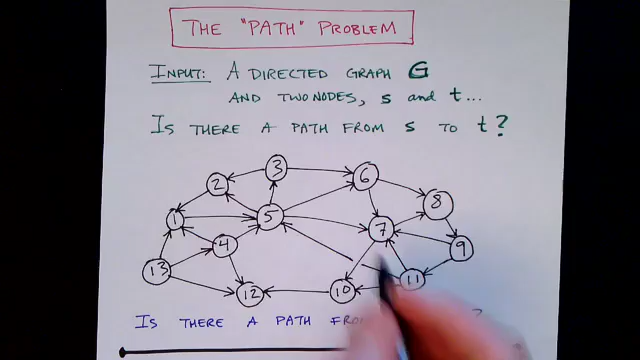 THE "PATH" PROBLEM
INPUT: A DIRECTED GRAPH G
AND TWO NODES, s and t...
IS THERE A PATH FROM s TO t?
3
6
2
8
1
5
7
4
9
13
11
12
10
IS THERE A PATH FROM
?